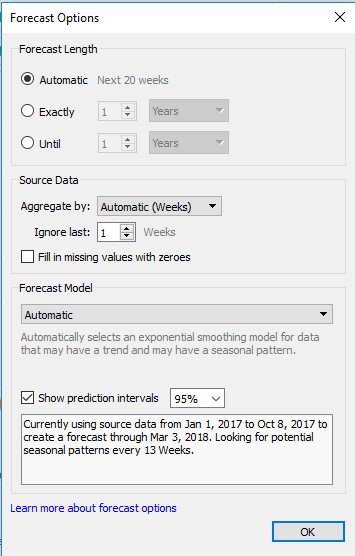 Forecast Options
Forecast Length
Automatic Next 20 weeks
Exactly 1 Years
Until 1 Years
Source Data
Aggregate by: Automatic (Weeks)
Ignore last: 1 Weeks
Fill in missing values with zeroes
Forecast Model
Automatic
Automatically selects an exponential smoothing model for data
that may have a trend and may have a seasonal pattern.
Show prediction intervals 95%
Currently using source data from Jan 1, 2017 to Oct 8, 2017 to
create a forecast through Mar 3, 2018. Looking for potential
seasonal patterns every 13 Weeks.
Learn more about forecast options
OK